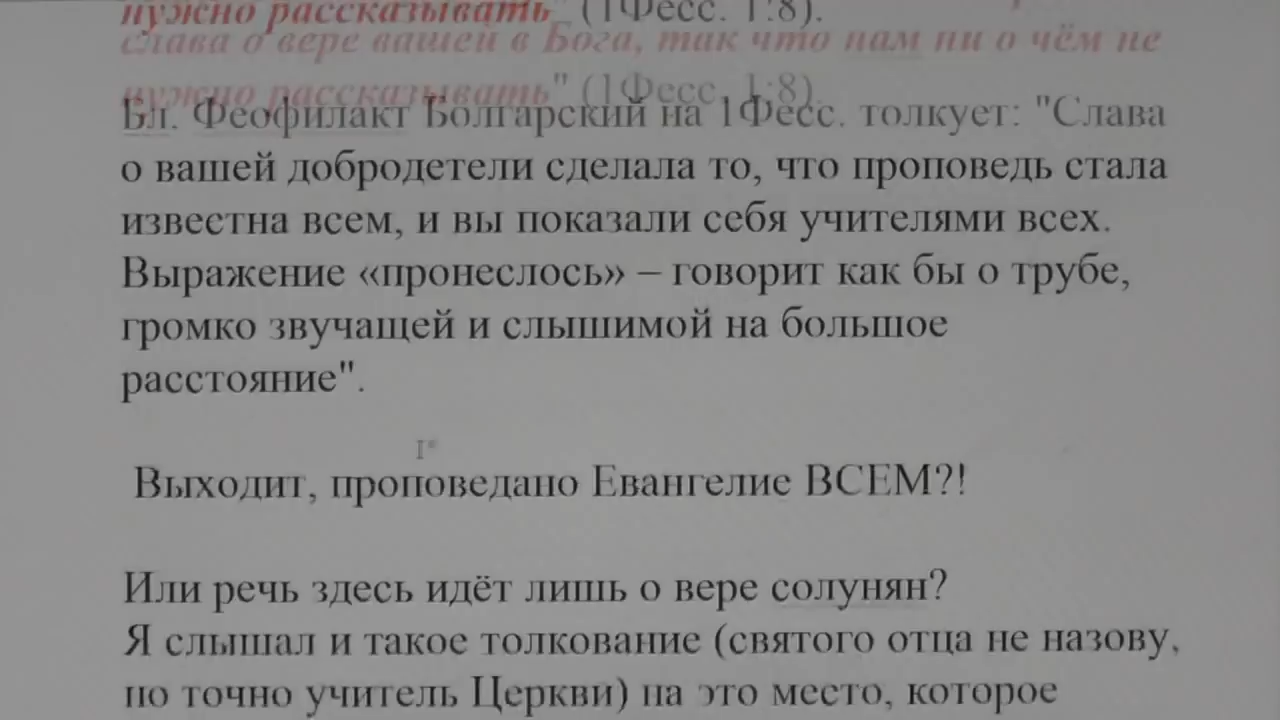 нужно рассказывать" (1Фесс. 1:8).
слава о вере вашей в Бога, так что нам ни о чём не
нужно рассказывать" (1Фесс. 1:8).
Бл. Феофилакт Болгарский на 1Фесс. толкует: "Слава
о вашей добродетели сделала то, что проповедь стала
известна всем, и вы показали себя учителями всех.
Выражение «пронеслось» – говорит как бы о трубе,
громко звучащей и слышимой на большое
расстояние".
Выходит, проповедано Евангелие ВСЕМ?!
Или речь здесь идёт лишь о вере солунян?
Я слышал и такое толкование (святого отца не назову,
но точно учитель Церкви) на это место, которое